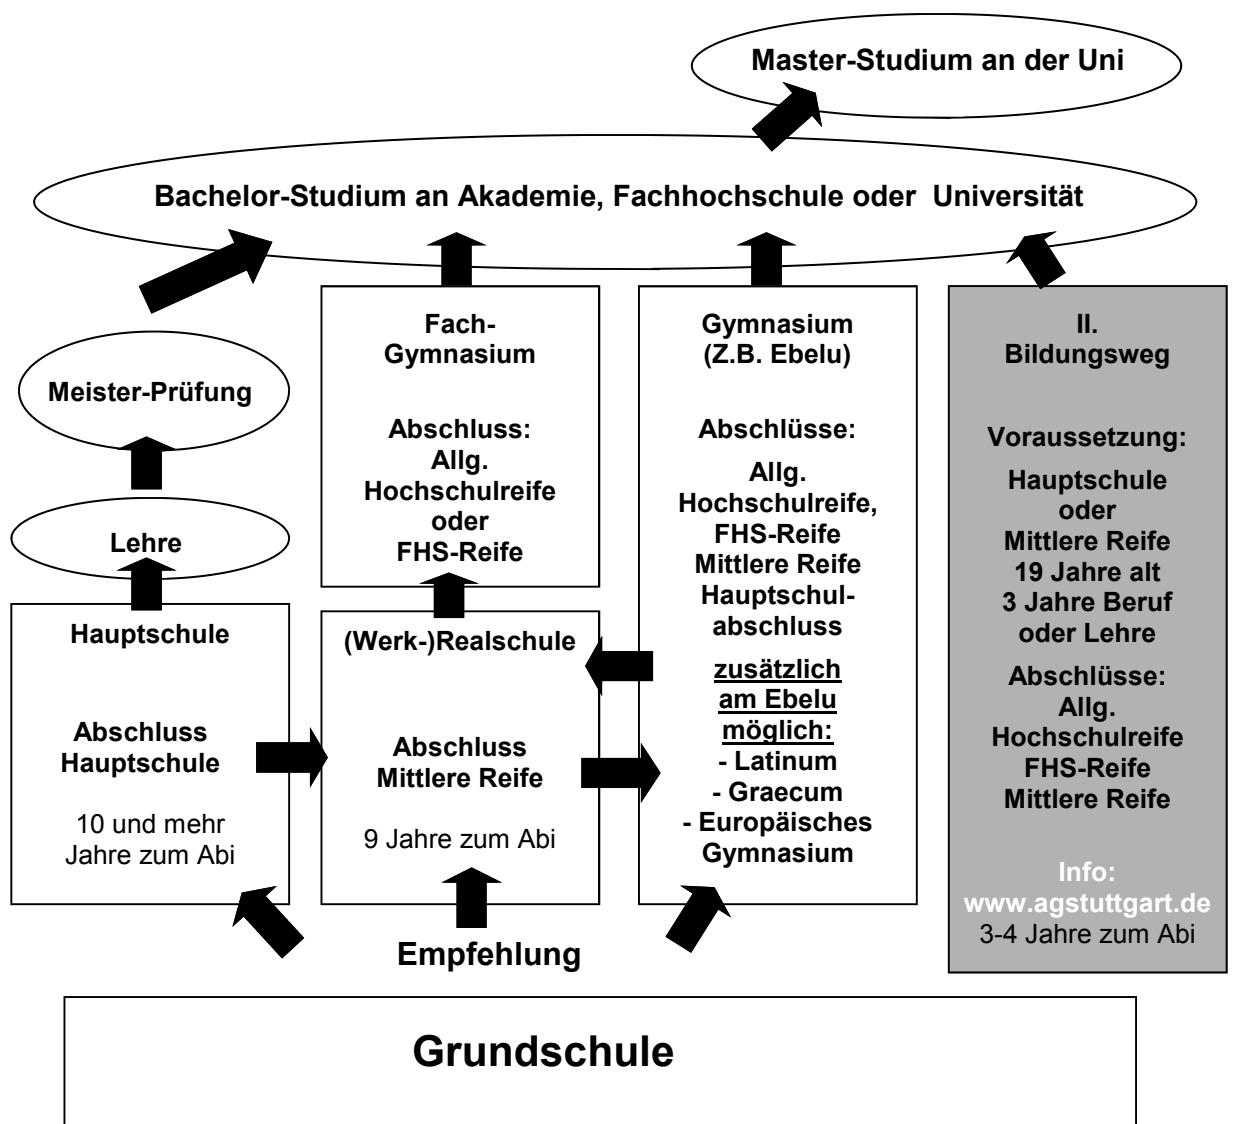 Master-Studium an der Uni
Bachelor-Studium an Akademie, Fachhochschule oder Universität
Meister-Prüfung
Lehre
Hauptschule
Abschluss
Hauptschule
10 und mehr
Jahre zum Abi
Fach-
Gymnasium
Abschluss:
Allg.
Hochschulreife
oder
FHS-Reife
(Werk-)Realschule
Abschluss
Mittlere Reife
9 Jahre zum Abi
Gymnasium
(Z.B. Ebelu)
Abschlüsse:
Allg.
Hochschulreife,
FHS-Reife
Mittlere Reife
Hauptschul-
abschluss
zusätzlich
am Ebelu
möglich:
- Latinum
- Graecum
- Europäisches
Gymnasium
II.
Bildungsweg
Voraussetzung:
Hauptschule
oder
Mittlere Reife
19 Jahre alt
3 Jahre Beruf
oder Lehre
Abschlüsse:
Allg.
Hochschulreife
FHS-Reife
Mittlere Reife
Info:
www.agstuttgart.de
3-4 Jahre zum Abi
Empfehlung
Grundschule